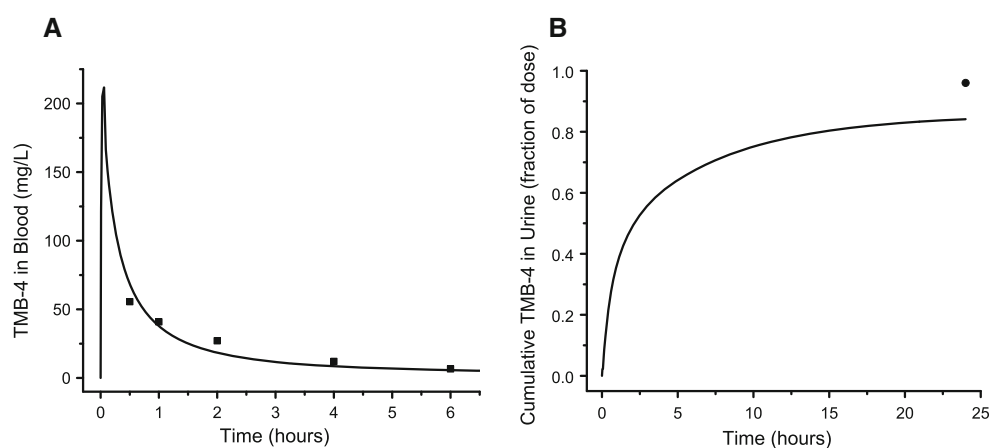 A
TMB-4 in Blood (mg/L)
200
150
100
50
0
0 1 2 3 4 5 6
Time (hours)
B
Cumulative TMB-4 in Urine (fraction of dose)
1.0
0.8
0.6
0.4
0.2
0.0
0 5 10 15 20 25
Time (hours)